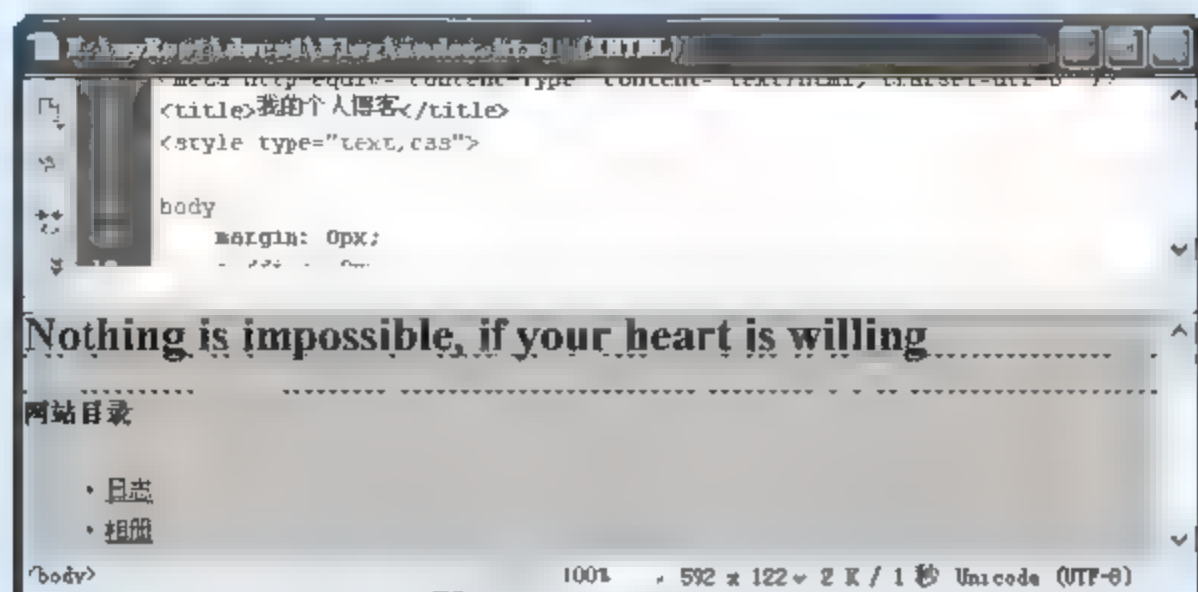 <title>我的个人博客</title>
<style type="text/css">
body
margin: 0px;
Nothing is impossible, if your heart is willing
网站目录
日志
相册
<body>
100% 592 x 122 2 K / 1 秒 Unicode (UTF-8)